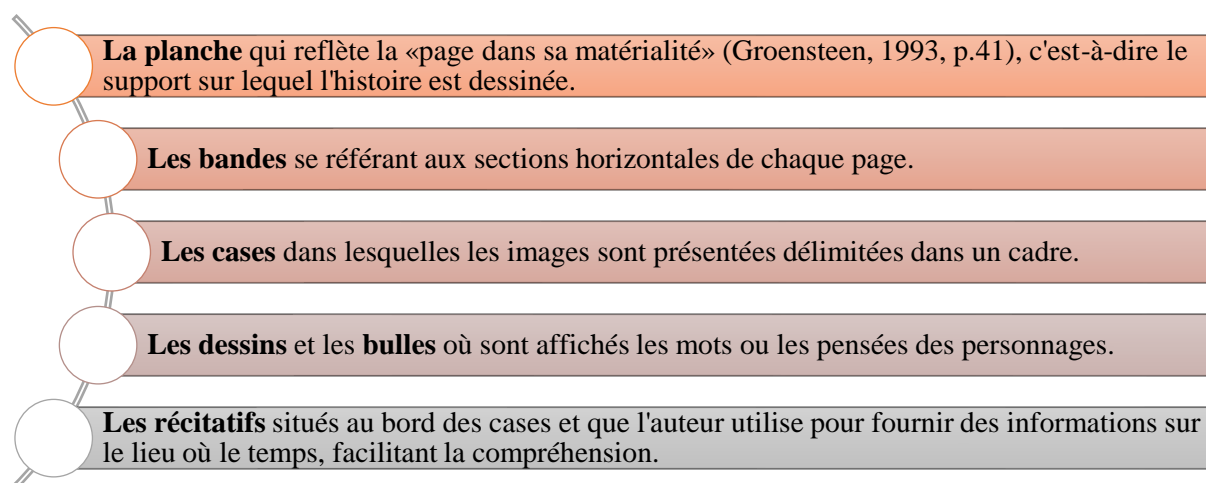 La planche qui reflète la «page dans sa matérialité» (Groensteen, 1993, p.41), c'est-à-dire le
support sur lequel l'histoire est dessinée.
Les bandes se référant aux sections horizontales de chaque page.
Les cases dans lesquelles les images sont présentées délimitées dans un cadre.
Les dessins et les bulles où sont affichés les mots ou les pensées des personnages.
Les récitatifs situés au bord des cases et que l'auteur utilise pour fournir des informations sur
le lieu où le temps, facilitant la compréhension.